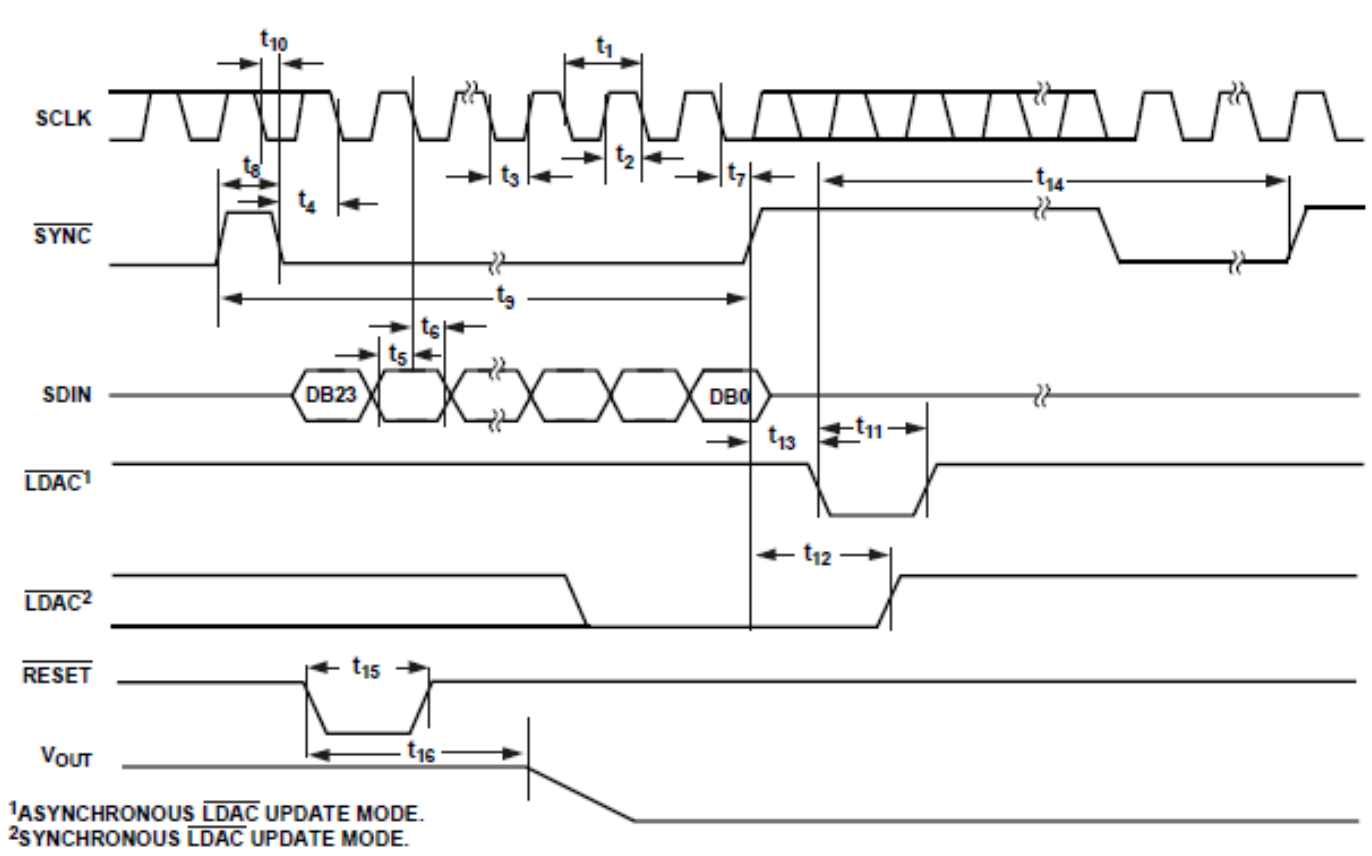 t10
t1
SCLK
t8
t3
t2
t7
t14
t4
SYNC
t9
t6
t5
SDIN
DB23
DB0
t13
t11
LDAC1
t12
LDAC2
RESET
t15
VOUT
t16
1ASYNCHRONOUS LDAC UPDATE MODE.
2SYNCHRONOUS LDAC UPDATE MODE.